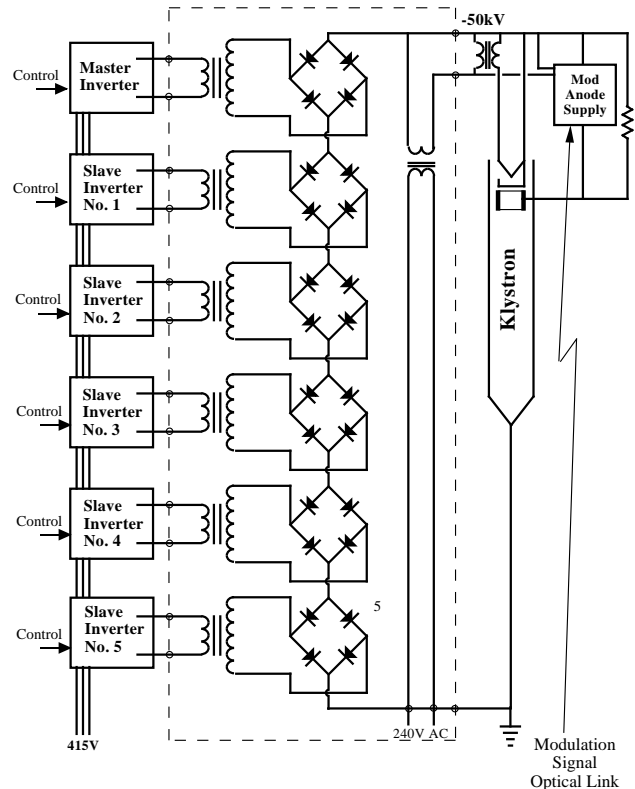 -50kV
Control
Master
Inverter
Mod
Anode
Supply
Control
Slave
Inverter
No. 1
Control
Slave
Inverter
No. 2
Klystron
Control
Slave
Inverter
No. 3
Control
Slave
Inverter
No. 4
Control
Slave
Inverter
No. 5
5
415V
240V AC
Modulation
Signal
Optical Link